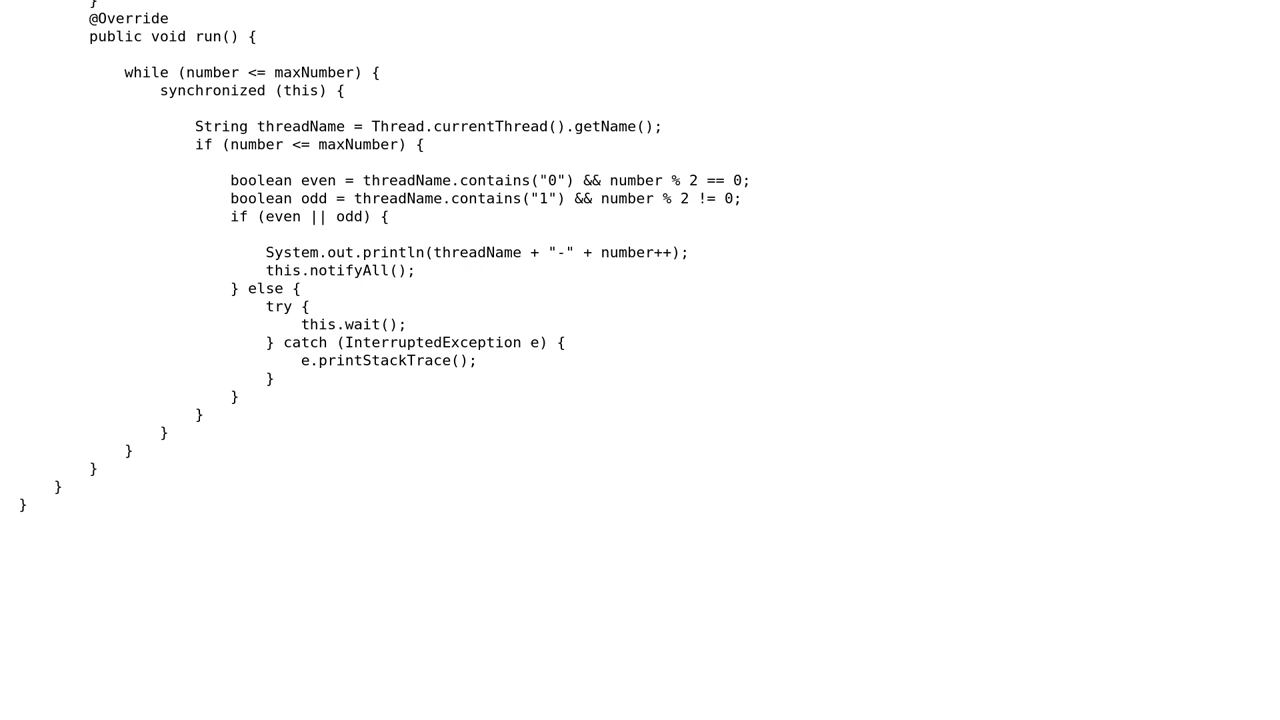 }
@Override
public void run() {
while (number <= maxNumber) {
synchronized (this) {
String threadName = Thread.currentThread().getName();
if (number <= maxNumber) {
boolean even = threadName.contains("0") && number % 2 == 0;
boolean odd = threadName.contains("1") && number % 2 != 0;
if (even || odd) {
System.out.println(threadName + "-" + number++);
this.notifyAll();
} else {
try {
this.wait();
} catch (InterruptedException e) {
e.printStackTrace();
}
}
}
}
}
}
}
}